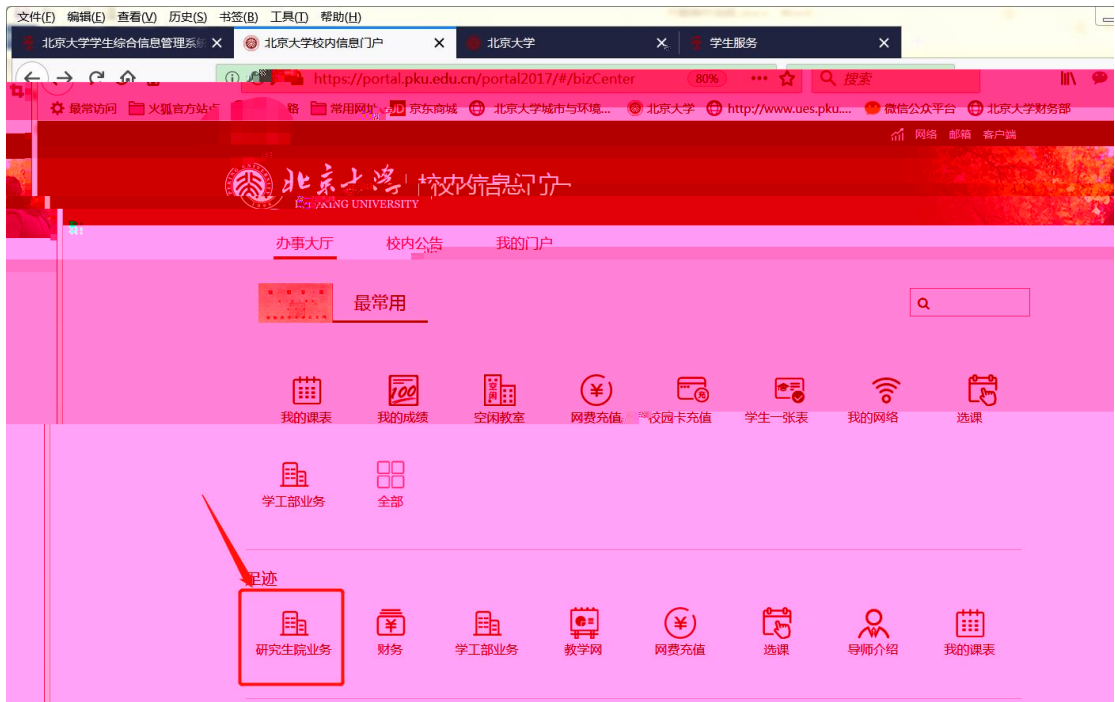 文件(F) 编辑(E) 查看(V) 历史(S) 书签(B) 工具(T) 帮助(H)
北京大学学生综合信息管理系统 北京大学校内信息门户 北京大学 学生服务
https://portal.pku.edu.cn/portal2017/#/bizCenter 80% 搜索
最常访问 火狐官方站点 常用网址 JD 京东商城 北京大学城市与环境... 北京大学 http://www.ues.pku.... 微信公众平台 北京大学财务部
网络 邮箱 客户端
北京大学 校内信息门户
UNIVERSITY
办事大厅 校内公告 我的门户
最常用
我的课表 我的成绩 空闲教室 网费充值 校园卡充值 学生一张表 我的网络 选课
学工部业务 全部
足迹
研究生院业务 财务 学工部业务 教学网 网费充值 选课 导师介绍 我的课表